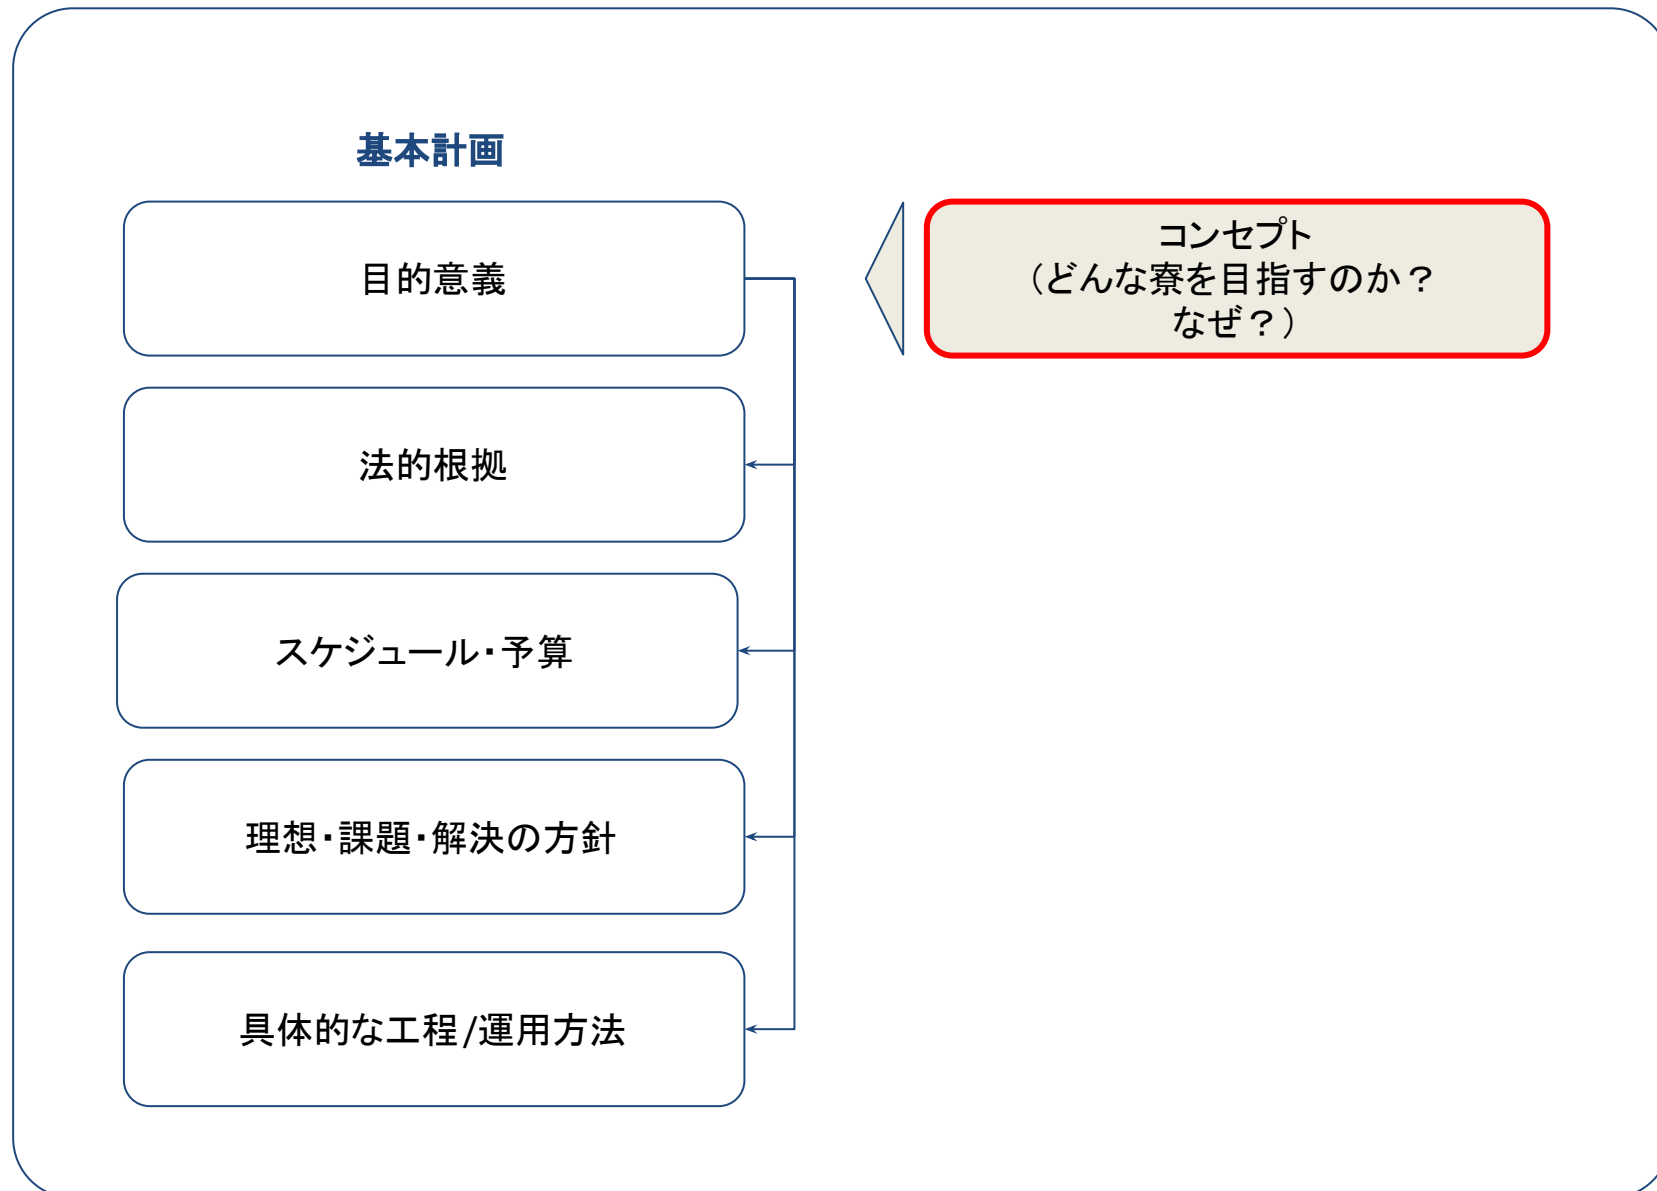 基本計画
目的意義
コンセプト
（どんな寮を目指すのか？
なぜ？）
法的根拠
スケジュール・予算
理想・課題・解決の方針
具体的な工程/運用方法